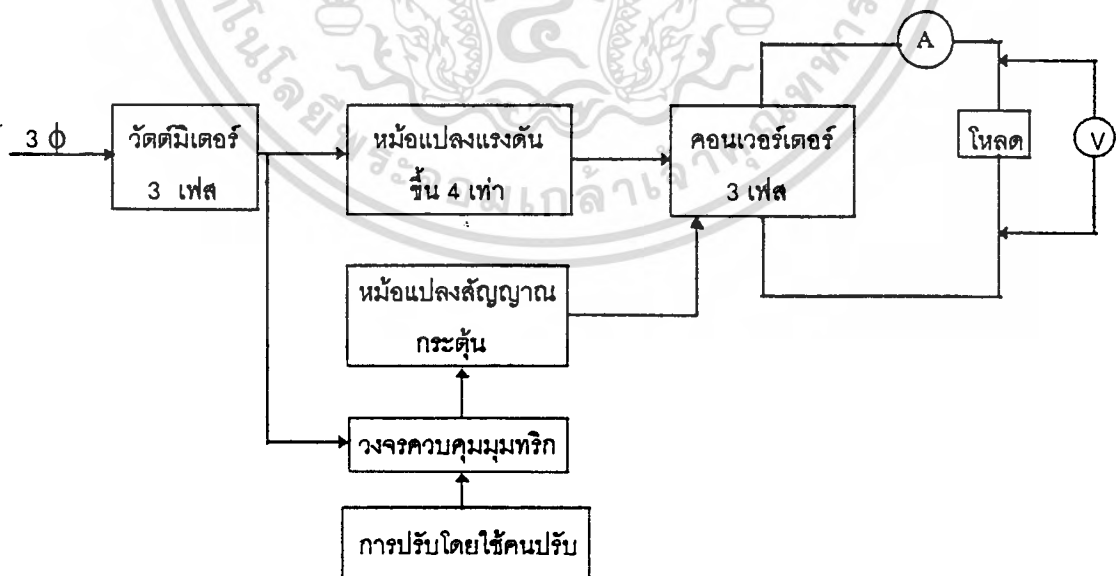 3 ϕ
วัตต์มิเตอร์
3 เฟส
หม้อแปลงแรงดัน
ขึ้น 4 เท่า
คอนเวอร์เตอร์
3 เฟส
A
โหลด
V
หม้อแปลงสัญญาณ
กระตุ้น
วงจรควบคุมมุมทริก
การปรับโดยใช้คนปรับ